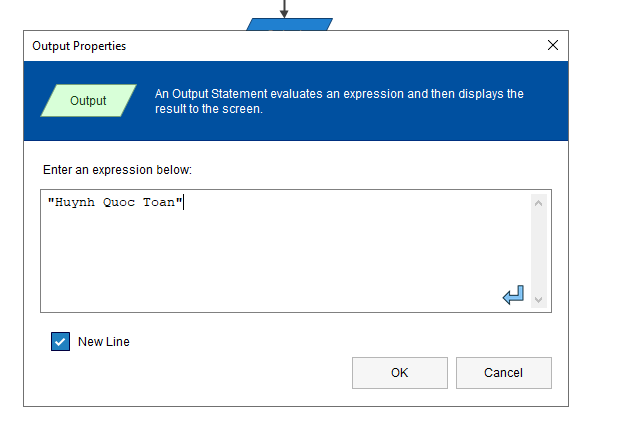 Output Properties
Output
An Output Statement evaluates an expression and then displays the
result to the screen.
Enter an expression below:
"Huynh Quoc Toan"
New Line
OK
Cancel